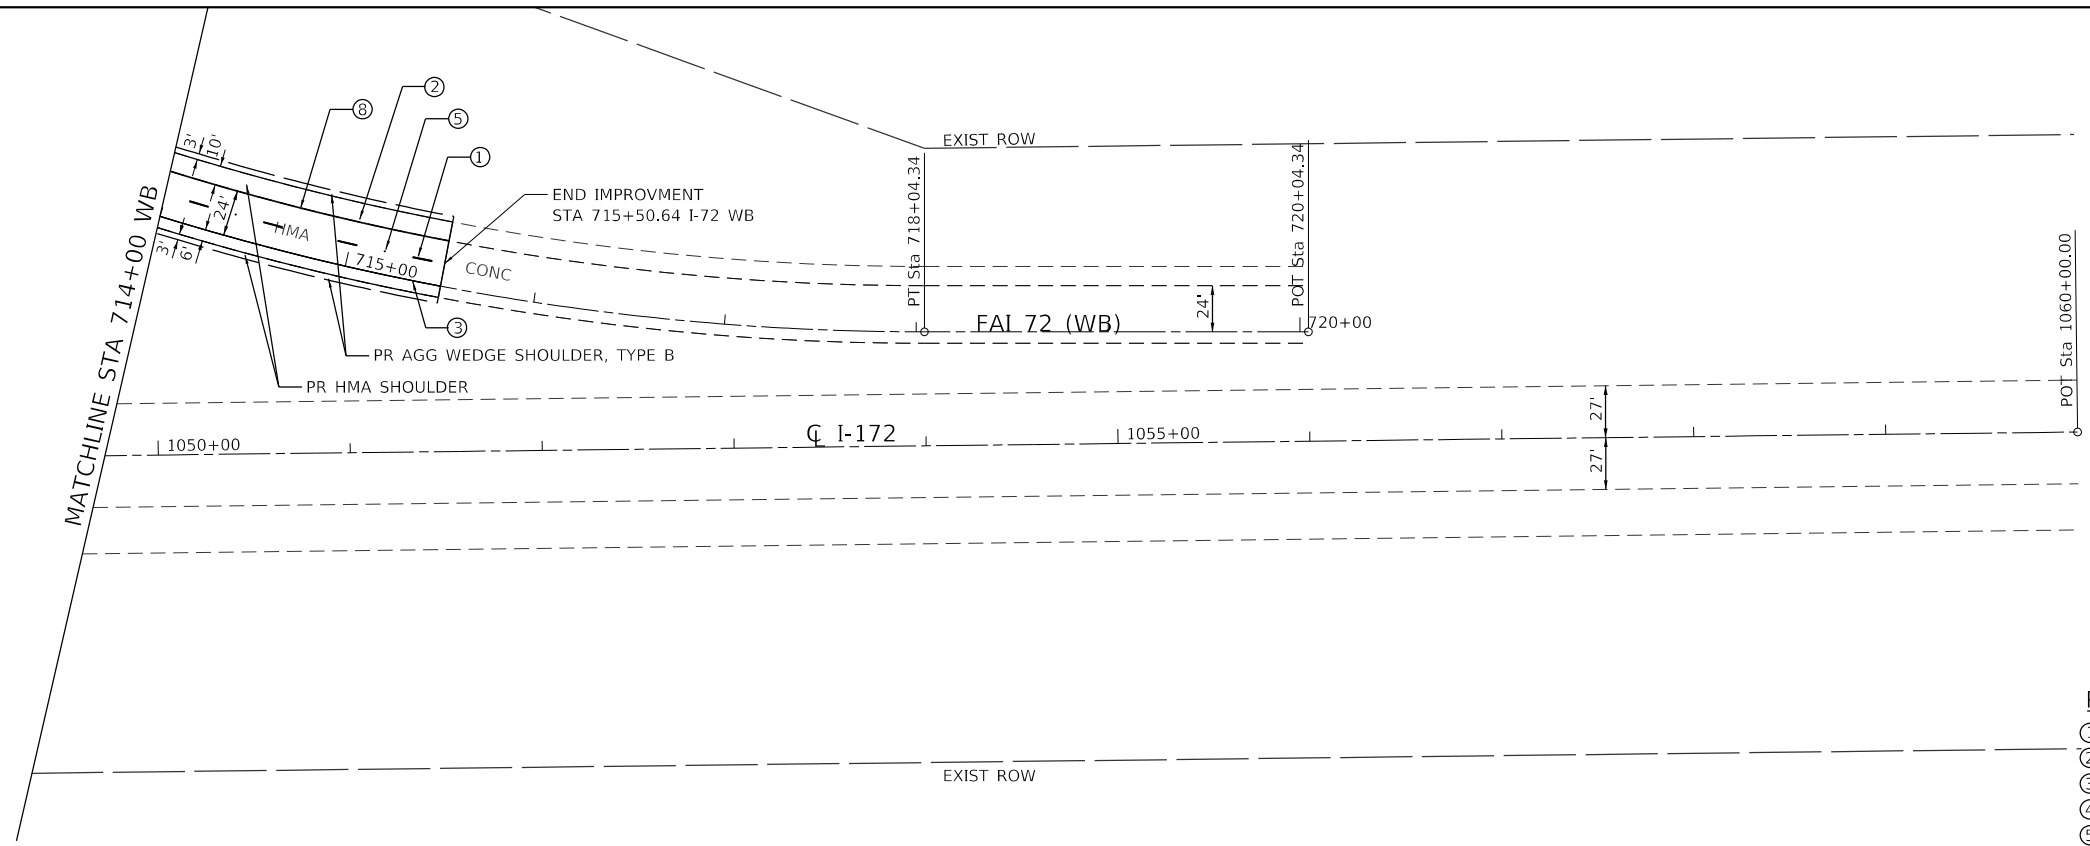 MATCHLINE STA 714+00 WB
3'
10'
24'
3'
6'
8
2
5
1
3
HMA
715+00
CONC
END IMPROVMENT
STA 715+50.64 I-72 WB
PR AGG WEDGE SHOULDER, TYPE B
PR HMA SHOULDER
EXIST ROW
PT Sta 718+04.34
POT Sta 720+04.34
24'
FAI 72 (WB)
720+00
POT Sta 1060+00.00
1050+00
℄ I-172
1055+00
27'
27'
EXIST ROW